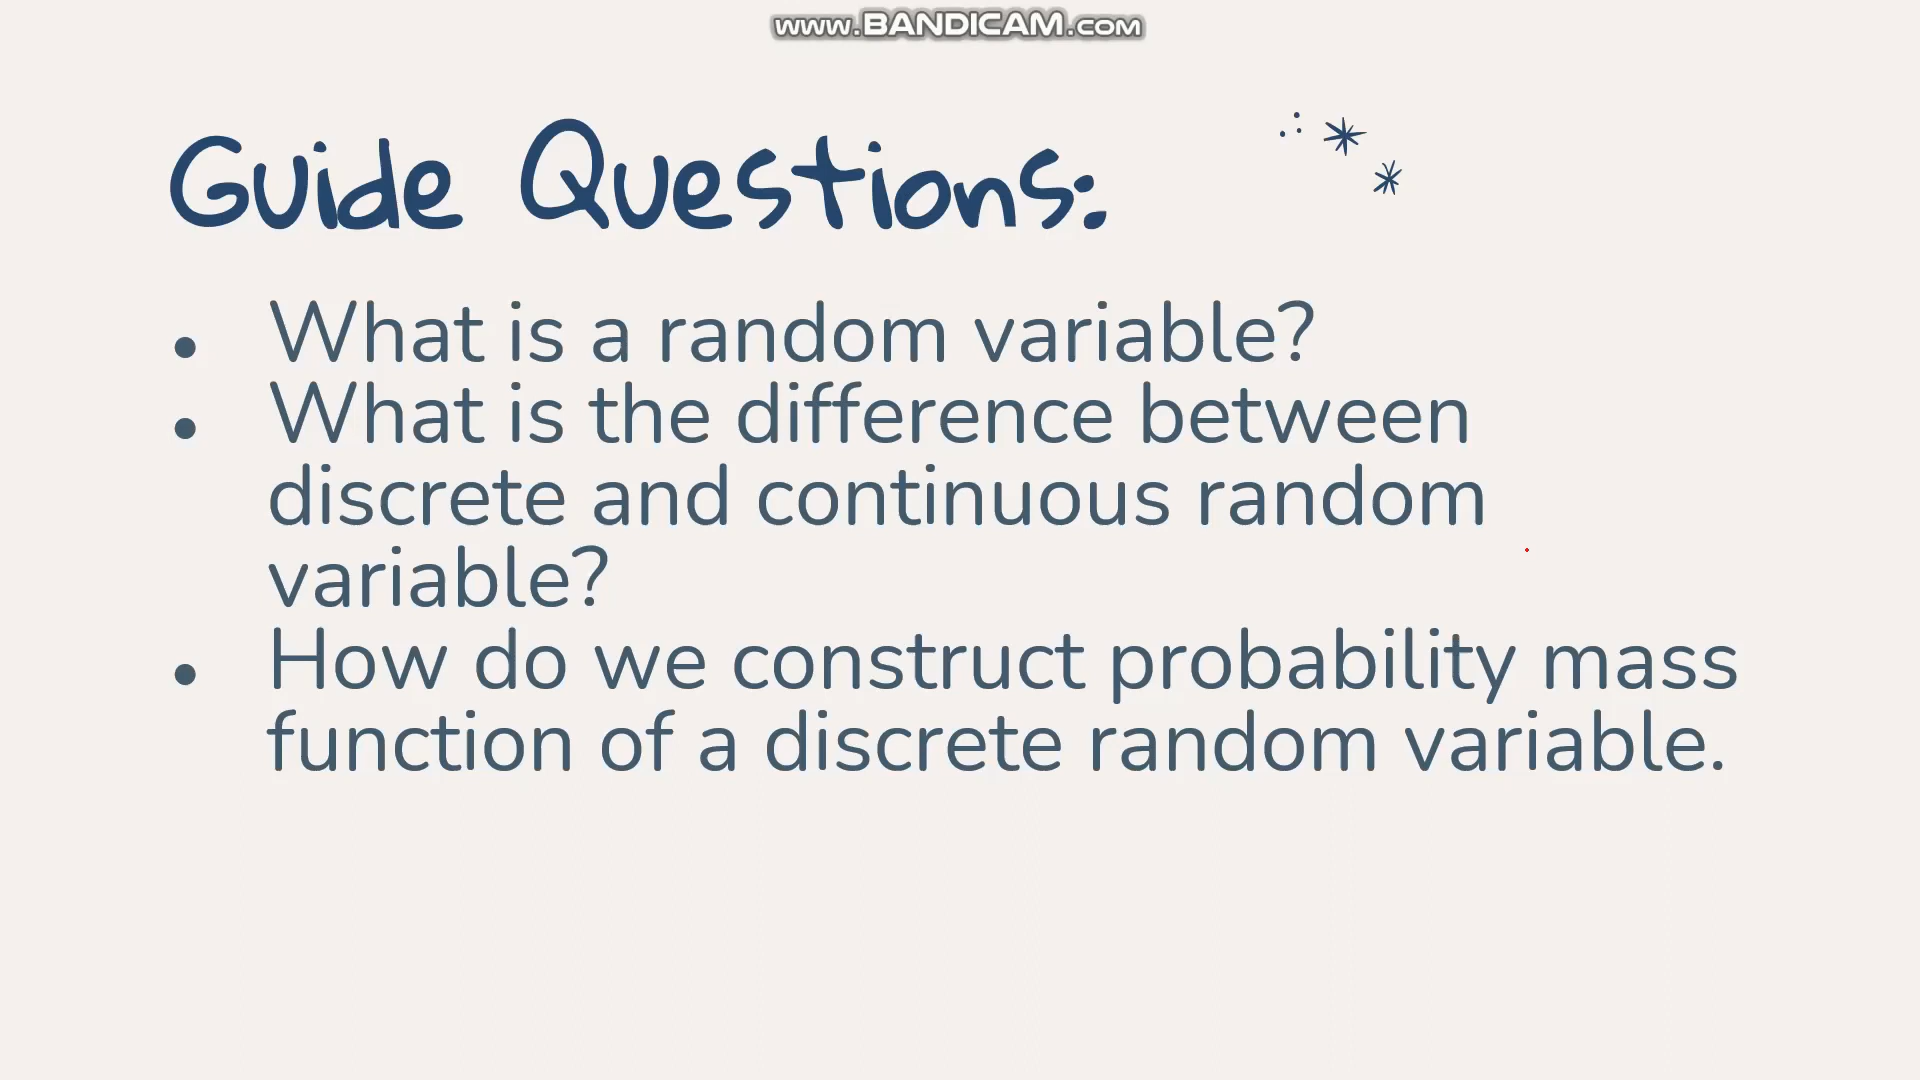 www.BANDICAM.com
Guide Questions:
• What is a random variable?
• What is the difference between
discrete and continuous random
variable?
• How do we construct probability mass
function of a discrete random variable.